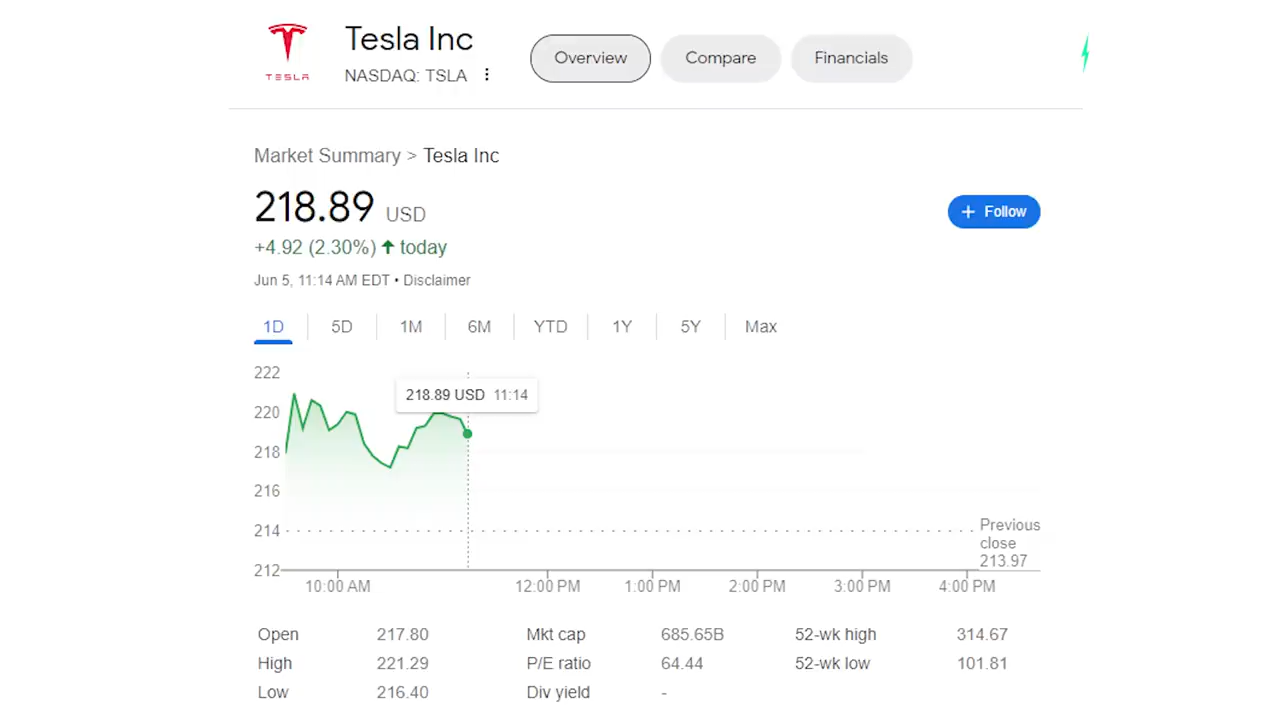 TESLA
Tesla Inc
NASDAQ: TSLA
Overview
Compare
Financials
Market Summary > Tesla Inc
218.89 USD
+ Follow
+4.92 (2.30%) ↑ today
Jun 5, 11:14 AM EDT • Disclaimer
1D 5D 1M 6M YTD 1Y 5Y Max
222
218.89 USD 11:14
220
218
216
214
Previous
close
213.97
212
10:00 AM 12:00 PM 1:00 PM 2:00 PM 3:00 PM 4:00 PM
Open 217.80 Mkt cap 685.65B 52-wk high 314.67
High 221.29 P/E ratio 64.44 52-wk low 101.81
Low 216.40 Div yield -